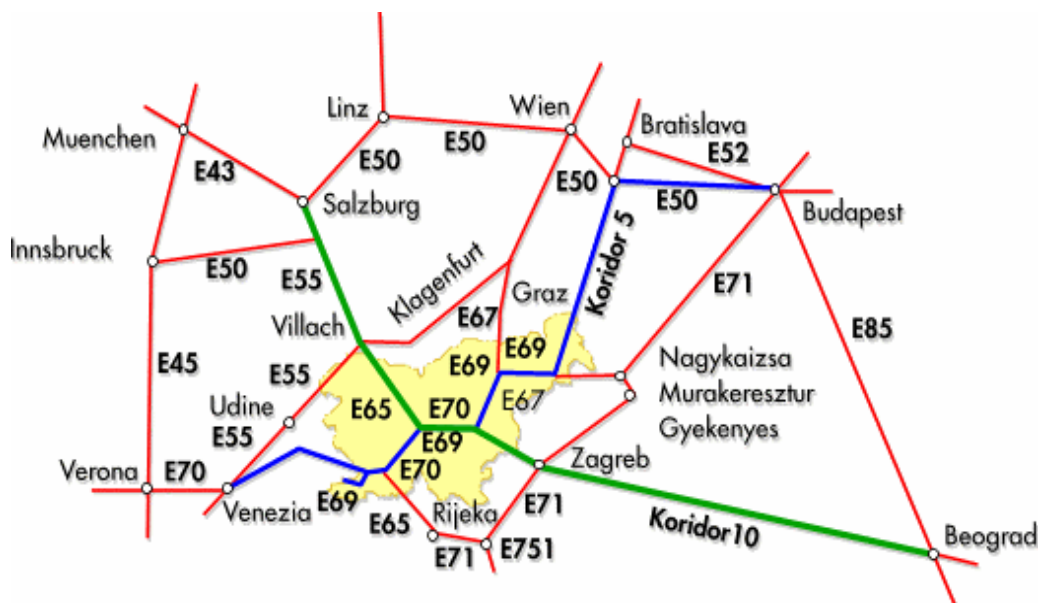 Linz
Wien
Muenchen
Bratislava
E50
E52
E43
E50
E50
E50
Salzburg
Budapest
Innsbruck
E50
Koridor 5
Klagenfurt
E55
Graz
E71
E67
Villach
E85
E69
E69
Nagykaizsa
E45
E55
E67
Murakeresztur
Udine
E65
E70
Gyekenyes
E55
E69
Verona
E70
E70
Zagreb
E69
E71
Venezia
E65
Rijeka
Koridor 10
Beograd
E71
E751